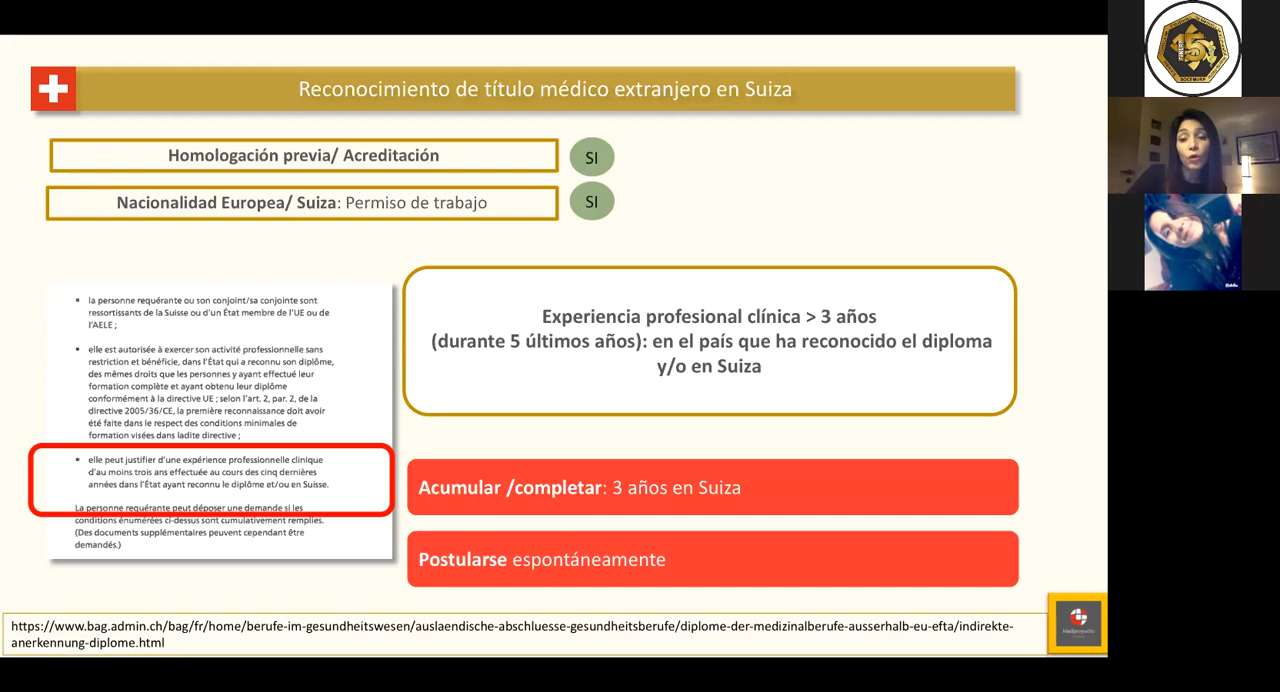 Reconocimiento de título médico extranjero en Suiza
Homologación previa/ Acreditación
SI
Nacionalidad Europea/ Suiza: Permiso de trabajo
SI
la personne requérante ou son conjoint/sa conjointe sont
ressortissants de la Suisse ou d'un État membre de l'UE ou de
l'AELE ;
elle est autorisée à exercer son activité professionnelle sans
restriction et bénéficie, dans l'État qui a reconnu son diplôme,
des mêmes droits que les personnes y ayant effectué leur
formation complète et ayant obtenu leur diplôme
conformément à la directive UE ; selon l'art. 2, par. 2, de la
directive 2005/36/CE, la première reconnaissance doit avoir
été faite dans le respect des conditions minimales de
formation visées dans ladite directive ;
elle peut justifier d'une expérience professionnelle clinique
d'au moins trois ans effectuée au cours des cinq dernières
années dans l'État ayant reconnu le diplôme et/ou en Suisse.
La personne requérante peut déposer une demande si les
conditions énumérées ci-dessus sont cumulativement remplies.
(Des documents supplémentaires peuvent cependant être
demandés.)
Experiencia profesional clínica > 3 años
(durante 5 últimos años): en el país que ha reconocido el diploma
y/o en Suiza
Acumular /completar: 3 años en Suiza
Postularse espontáneamente
https://www.bag.admin.ch/bag/fr/home/berufe-im-gesundheitswesen/auslaendische-abschluesse-gesundheitsberufe/diplome-der-medizinalberufe-ausserhalb-eu-efta/indirekte-
anerkennung-diplome.html
15
SOCEMURP